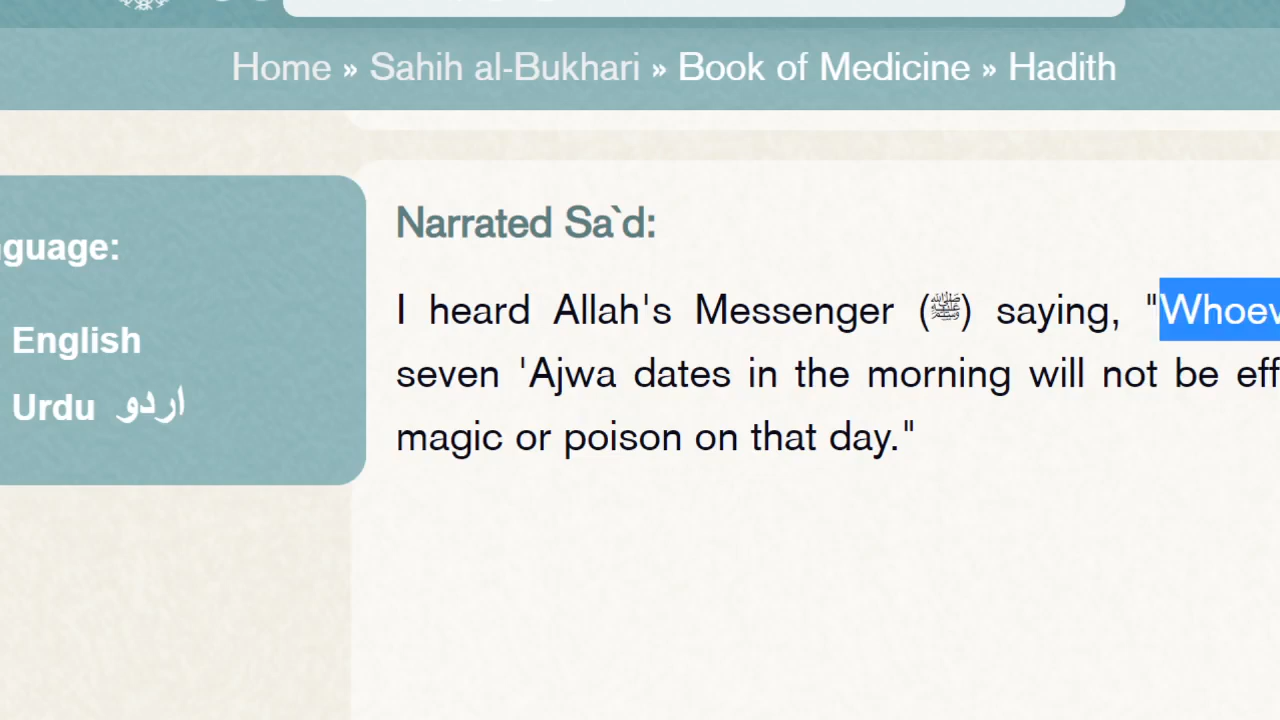 Home » Sahih al-Bukhari » Book of Medicine » Hadith
nguage:
English
Urdu اردو
Narrated Sa`d:
I heard Allah's Messenger (ﷺ) saying, "Whoev
seven 'Ajwa dates in the morning will not be eff
magic or poison on that day."